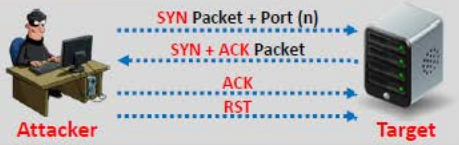 SYN Packet + Port (n)
SYN + ACK Packet
ACK
RST
Attacker
Target